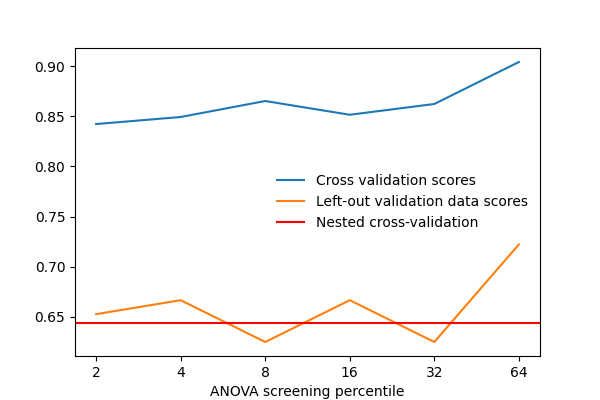 0.90
0.85
0.80
0.75
0.70
0.65
Cross validation scores
Left-out validation data scores
Nested cross-validation
2 4 8 16 32 64
ANOVA screening percentile